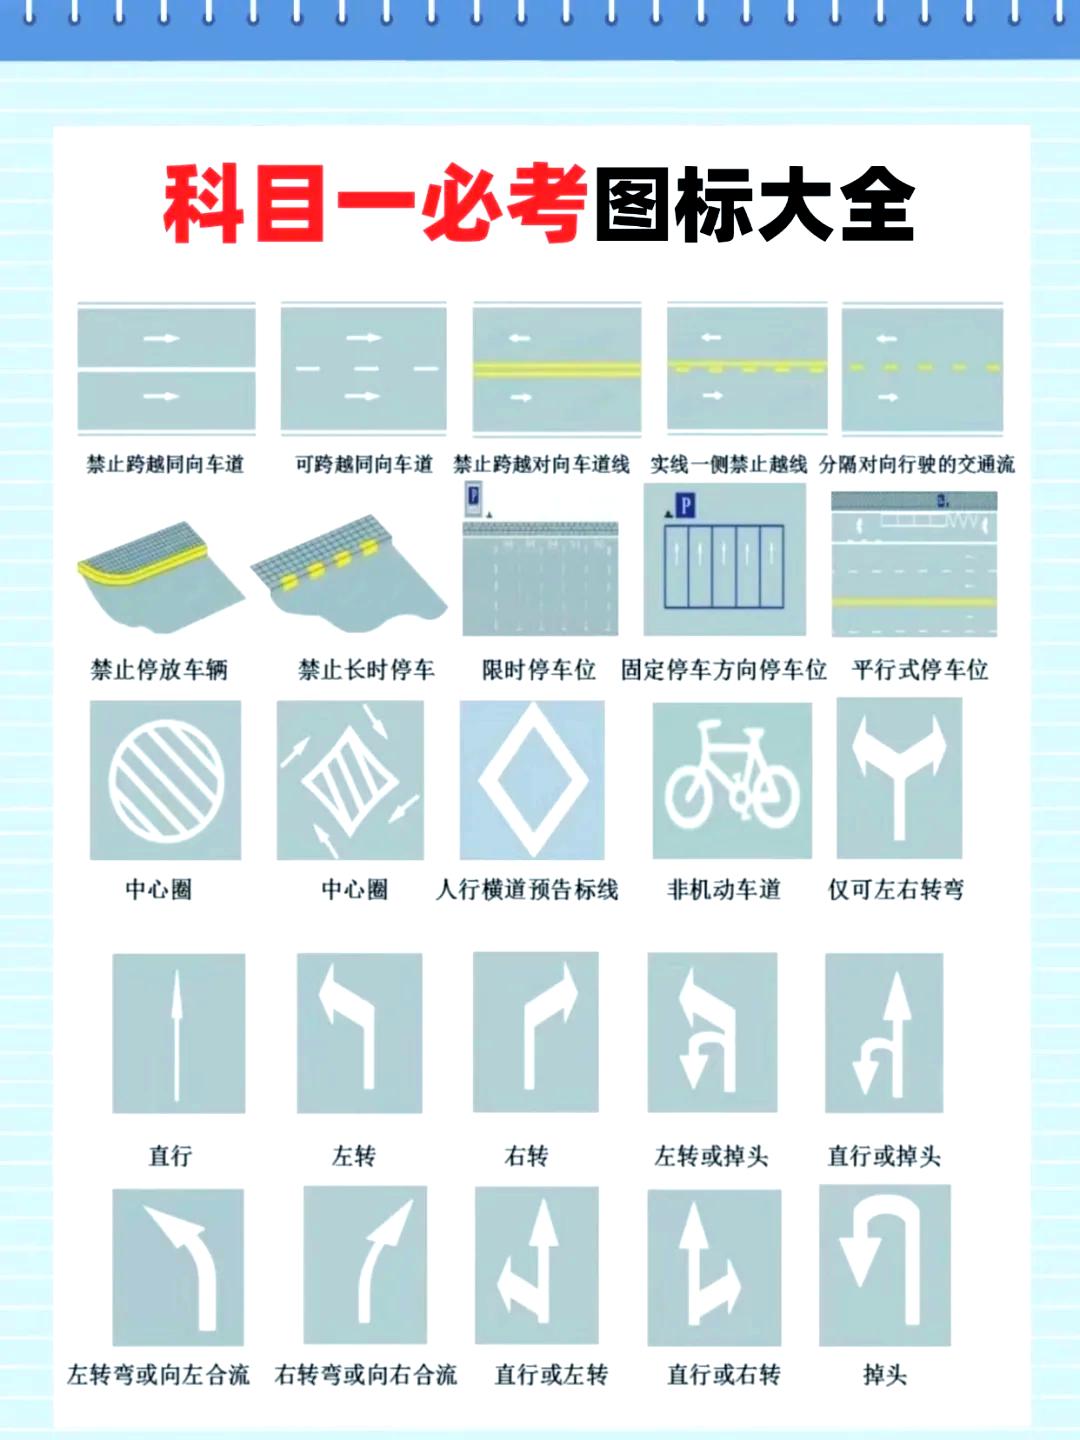 科目一必考图标大全
禁止跨越同向车道
可跨越同向车道
禁止跨越对向车道线
实线一侧禁止越线
分隔对向行驶的交通流
P
P
禁止停放车辆
禁止长时停车
限时停车位
固定停车方向停车位
平行式停车位
中心圈
中心圈
人行横道预告标线
非机动车道
仅可左右转弯
直行
左转
右转
左转或掉头
直行或掉头
左转弯或向左合流
右转弯或向右合流
直行或左转
直行或右转
掉头